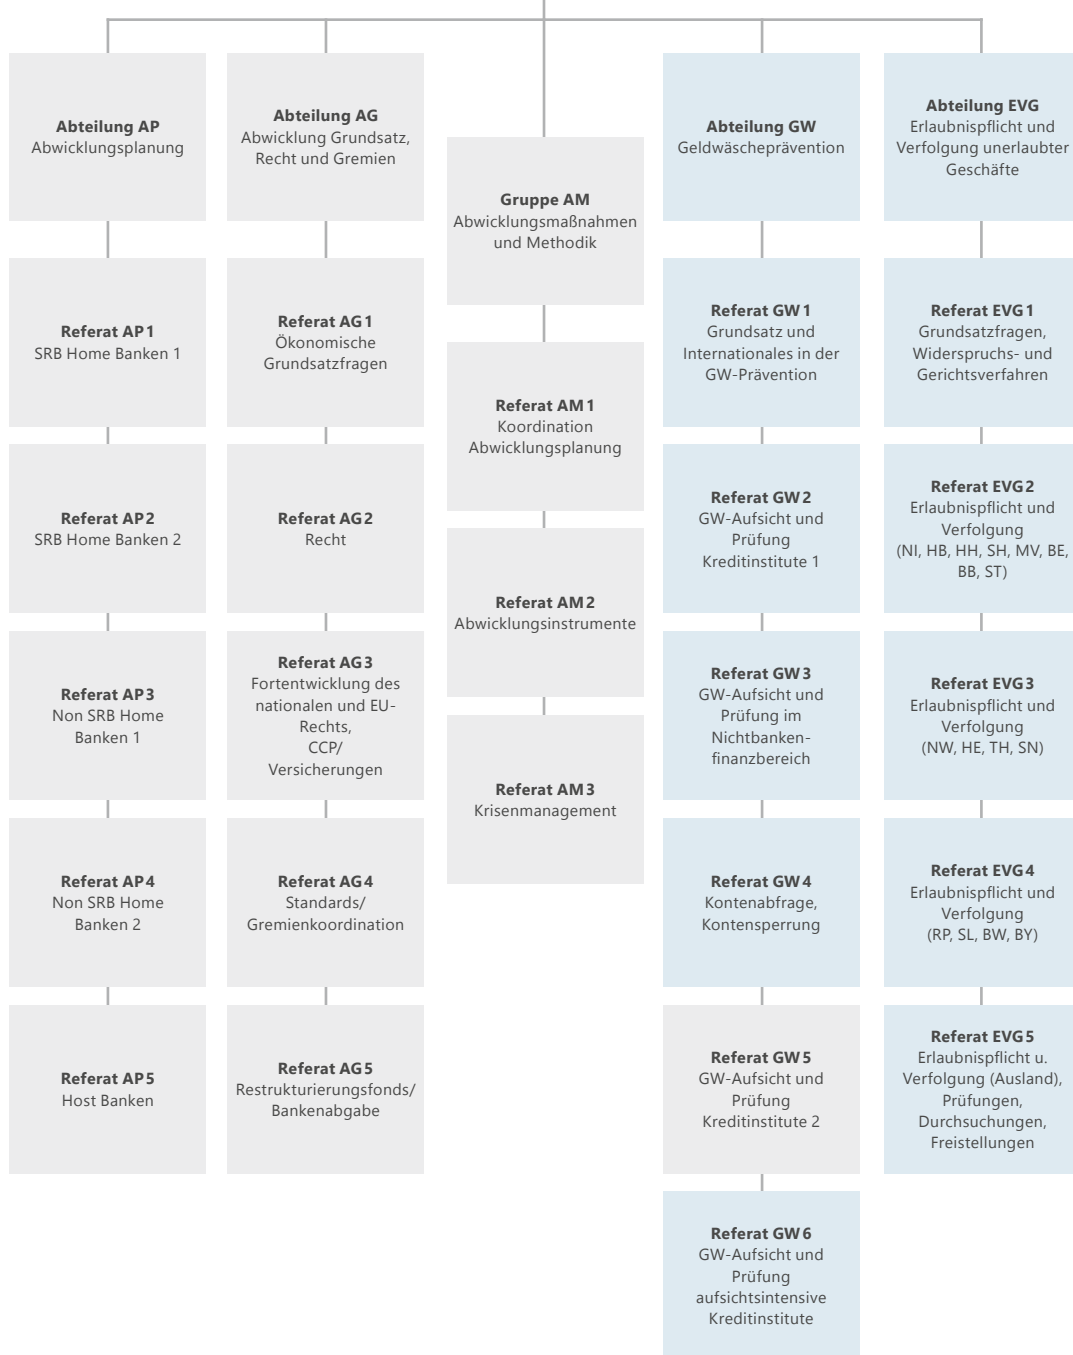 Abteilung AP
Abwicklungsplanung
Referat AP 1
SRB Home Banken 1
Referat AP 2
SRB Home Banken 2
Referat AP 3
Non SRB Home
Banken 1
Referat AP 4
Non SRB Home
Banken 2
Referat AP 5
Host Banken
Abteilung AG
Abwicklung Grundsatz,
Recht und Gremien
Referat AG 1
Ökonomische
Grundsatzfragen
Referat AG 2
Recht
Referat AG 3
Fortentwicklung des
nationalen und EU-
Rechts,
CCP/
Versicherungen
Referat AG 4
Standards/
Gremienkoordination
Referat AG 5
Restrukturierungsfonds/
Bankenabgabe
Gruppe AM
Abwicklungsmaßnahmen
und Methodik
Referat AM 1
Koordination
Abwicklungsplanung
Referat AM 2
Abwicklungsinstrumente
Referat AM 3
Krisenmanagement
Abteilung GW
Geldwäscheprävention
Referat GW 1
Grundsatz und
Internationales in der
GW-Prävention
Referat GW 2
GW-Aufsicht und
Prüfung
Kreditinstitute 1
Referat GW 3
GW-Aufsicht und
Prüfung im
Nichtbanken-
finanzbereich
Referat GW 4
Kontenabfrage,
Kontensperrung
Referat GW 5
GW-Aufsicht und
Prüfung
Kreditinstitute 2
Referat GW 6
GW-Aufsicht und
Prüfung
aufsichtsintensive
Kreditinstitute
Abteilung EVG
Erlaubnispflicht und
Verfolgung unerlaubter
Geschäfte
Referat EVG 1
Grundsatzfragen,
Widerspruchs- und
Gerichtsverfahren
Referat EVG 2
Erlaubnispflicht und
Verfolgung
(NI, HB, HH, SH, MV, BE,
BB, ST)
Referat EVG 3
Erlaubnispflicht und
Verfolgung
(NW, HE, TH, SN)
Referat EVG 4
Erlaubnispflicht und
Verfolgung
(RP, SL, BW, BY)
Referat EVG 5
Erlaubnispflicht u.
Verfolgung (Ausland),
Prüfungen,
Durchsuchungen,
Freistellungen